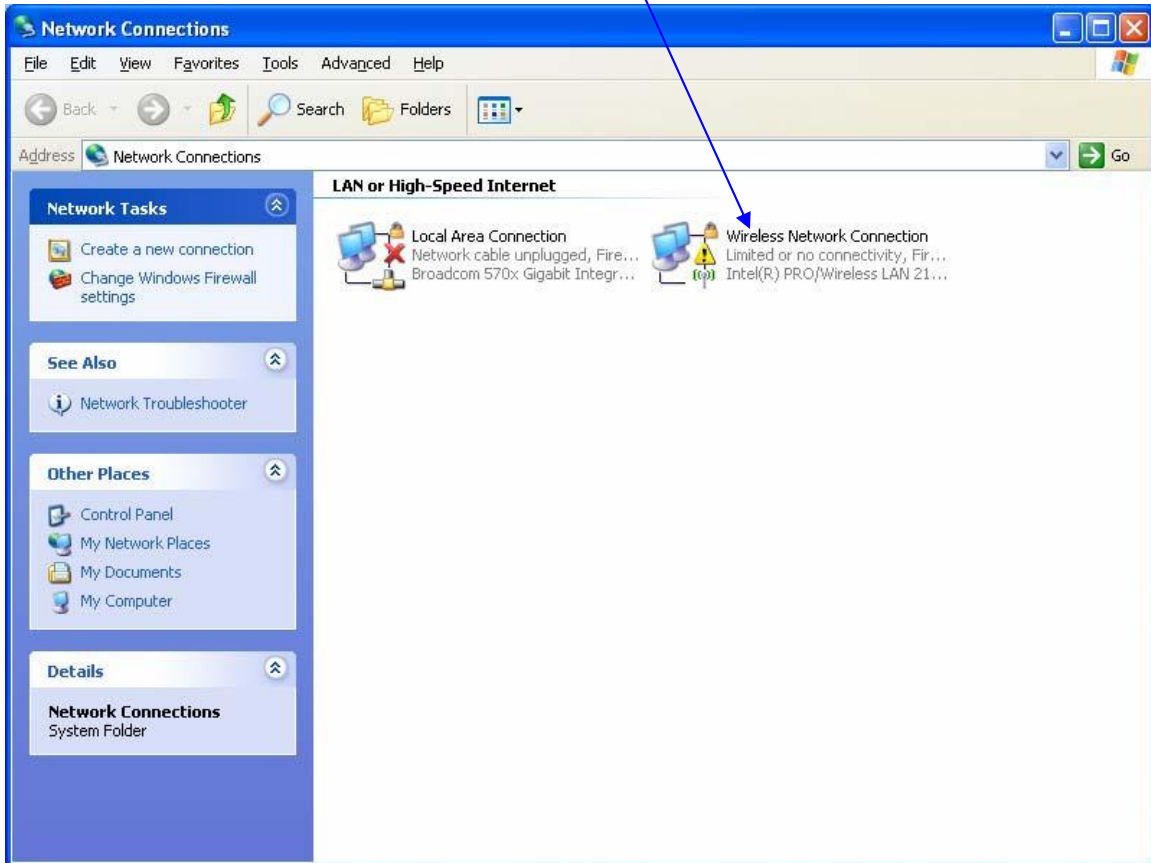 Network Connections
File Edit View Favorites Tools Advanced Help
Back Search Folders
Address Network Connections Go
LAN or High-Speed Internet
Network Tasks
Create a new connection
Change Windows Firewall
settings
Local Area Connection
Network cable unplugged, Fire...
Broadcom 570x Gigabit Integr...
Wireless Network Connection
Limited or no connectivity, Fir...
Intel(R) PRO/Wireless LAN 21...
See Also
Network Troubleshooter
Other Places
Control Panel
My Network Places
My Documents
My Computer
Details
Network Connections
System Folder